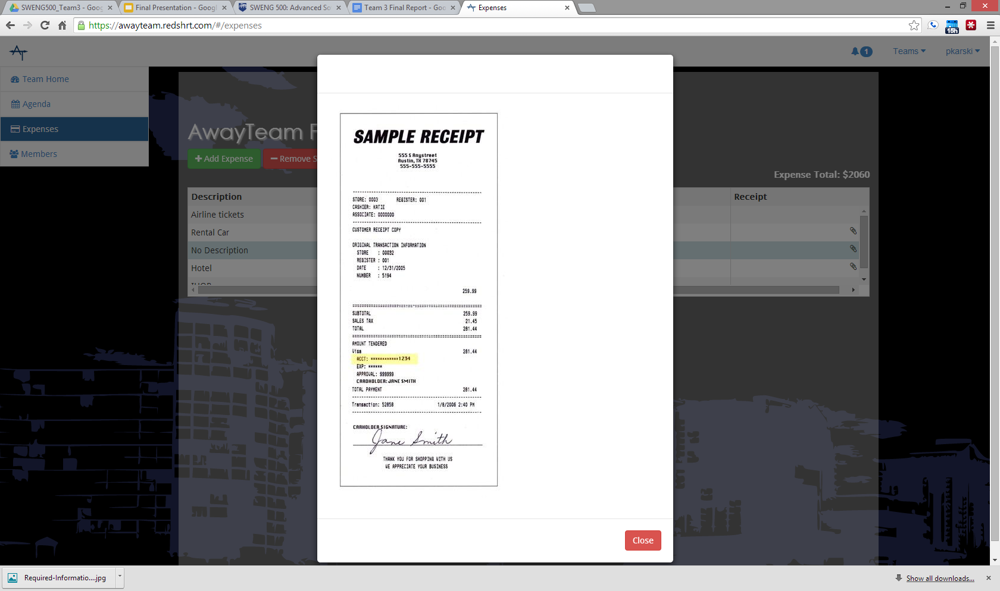 SWENG500_Team3 - Goog
Final Presentation - Googl
SWENG 500: Advanced So
Team 3 Final Report - Goo
Expenses
https://awayteam.redshrt.com/#/expenses
15h
1
Teams
pkarski
Team Home
Agenda
Expenses
Members
AwayTeam F
Add Expense
Remove S
Expense Total: $2060
Description
Receipt
Airline tickets
Rental Car
No Description
Hotel
SAMPLE RECEIPT
555 S Anystreet
Austin, TX 78745
555-555-5555
STORE: 0003 REGISTER: 001
CASHIER: KATIE
ASSOCIATE: 0000000
CUSTOMER RECEIPT COPY
ORIGINAL TRANSACTION INFORMATION
STORE : 00032
REGISTER : 001
DATE : 12/31/2005
NUMBER : 5194
259.99
SUBTOTAL 259.99
SALES TAX 21.45
TOTAL 281.44
AMOUNT TENDERED
Visa 281.44
ACCT: ************1234
EXP: ******
APPROVAL: 999999
CARDHOLDER: JANE SMITH
TOTAL PAYMENT 281.44
Transaction: 52858 1/8/2006 2:40 PM
CARHOLDER SIGNATURE:
Jane Smith
THANK YOU FOR SHOPPING WITH US
WE APPRECIATE YOUR BUSINESS
Close
Required-Informatio....jpg
Show all downloads...